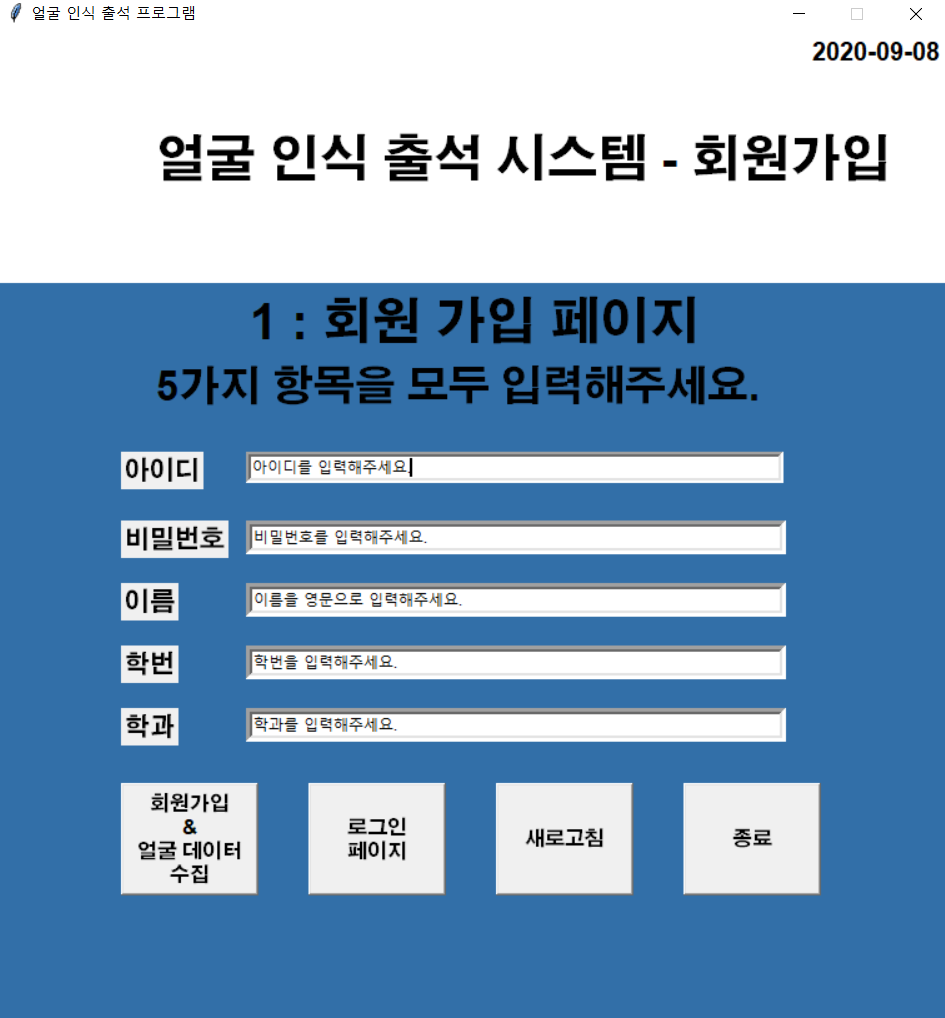 얼굴 인식 출석 프로그램
2020-09-08
얼굴 인식 출석 시스템 - 회원가입
1 : 회원 가입 페이지
5가지 항목을 모두 입력해주세요.
아이디 아이디를 입력해주세요.
비밀번호 비밀번호를 입력해주세요.
이름 이름을 영문으로 입력해주세요.
학번 학번을 입력해주세요.
학과 학과를 입력해주세요.
회원가입
&
얼굴 데이터
수집
로그인
페이지
새로고침
종료